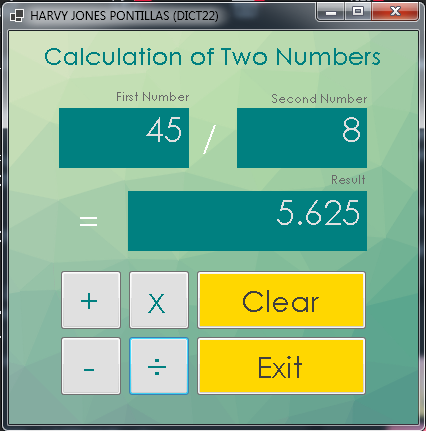 HARVY JONES PONTILLAS (DICT22)
Calculation of Two Numbers
First Number Second Number
45 / 8
Result
= 5.625
+ x Clear
- ÷ Exit